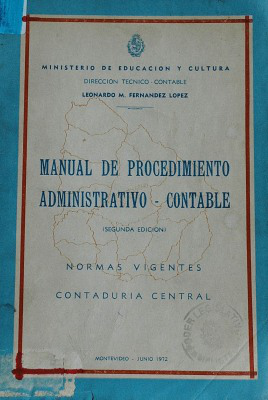 MINISTERIO DE EDUCACION Y CULTURA
DIRECCION TECNICO - CONTABLE
LEONARDO M. FERNANDEZ LOPEZ
MANUAL DE PROCEDIMIENTO
ADMINISTRATIVO - CONTABLE
(SEGUNDA EDICION)
NORMAS VIGENTES
CONTADURIA CENTRAL
MONTEVIDEO - JUNIO 1972